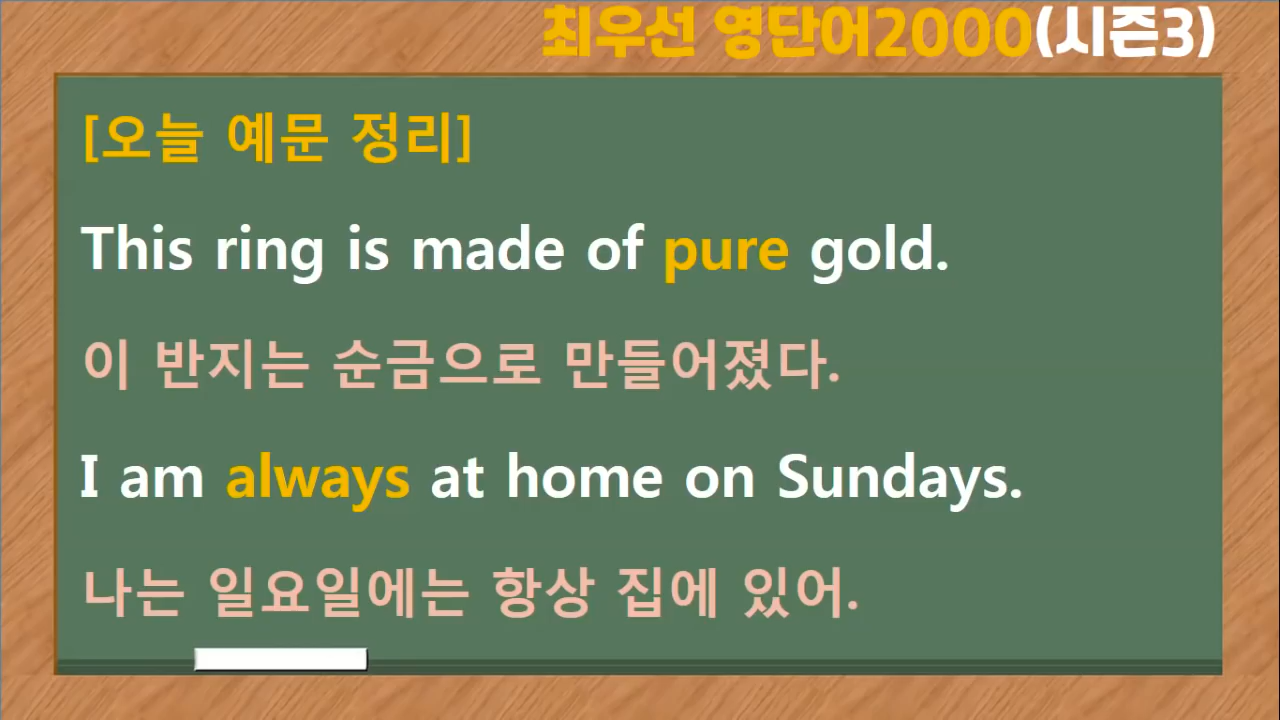 최우선 영단어2000(시즌3)
[오늘 예문 정리]
This ring is made of pure gold.
이 반지는 순금으로 만들어졌다.
I am always at home on Sundays.
나는 일요일에는 항상 집에 있어.